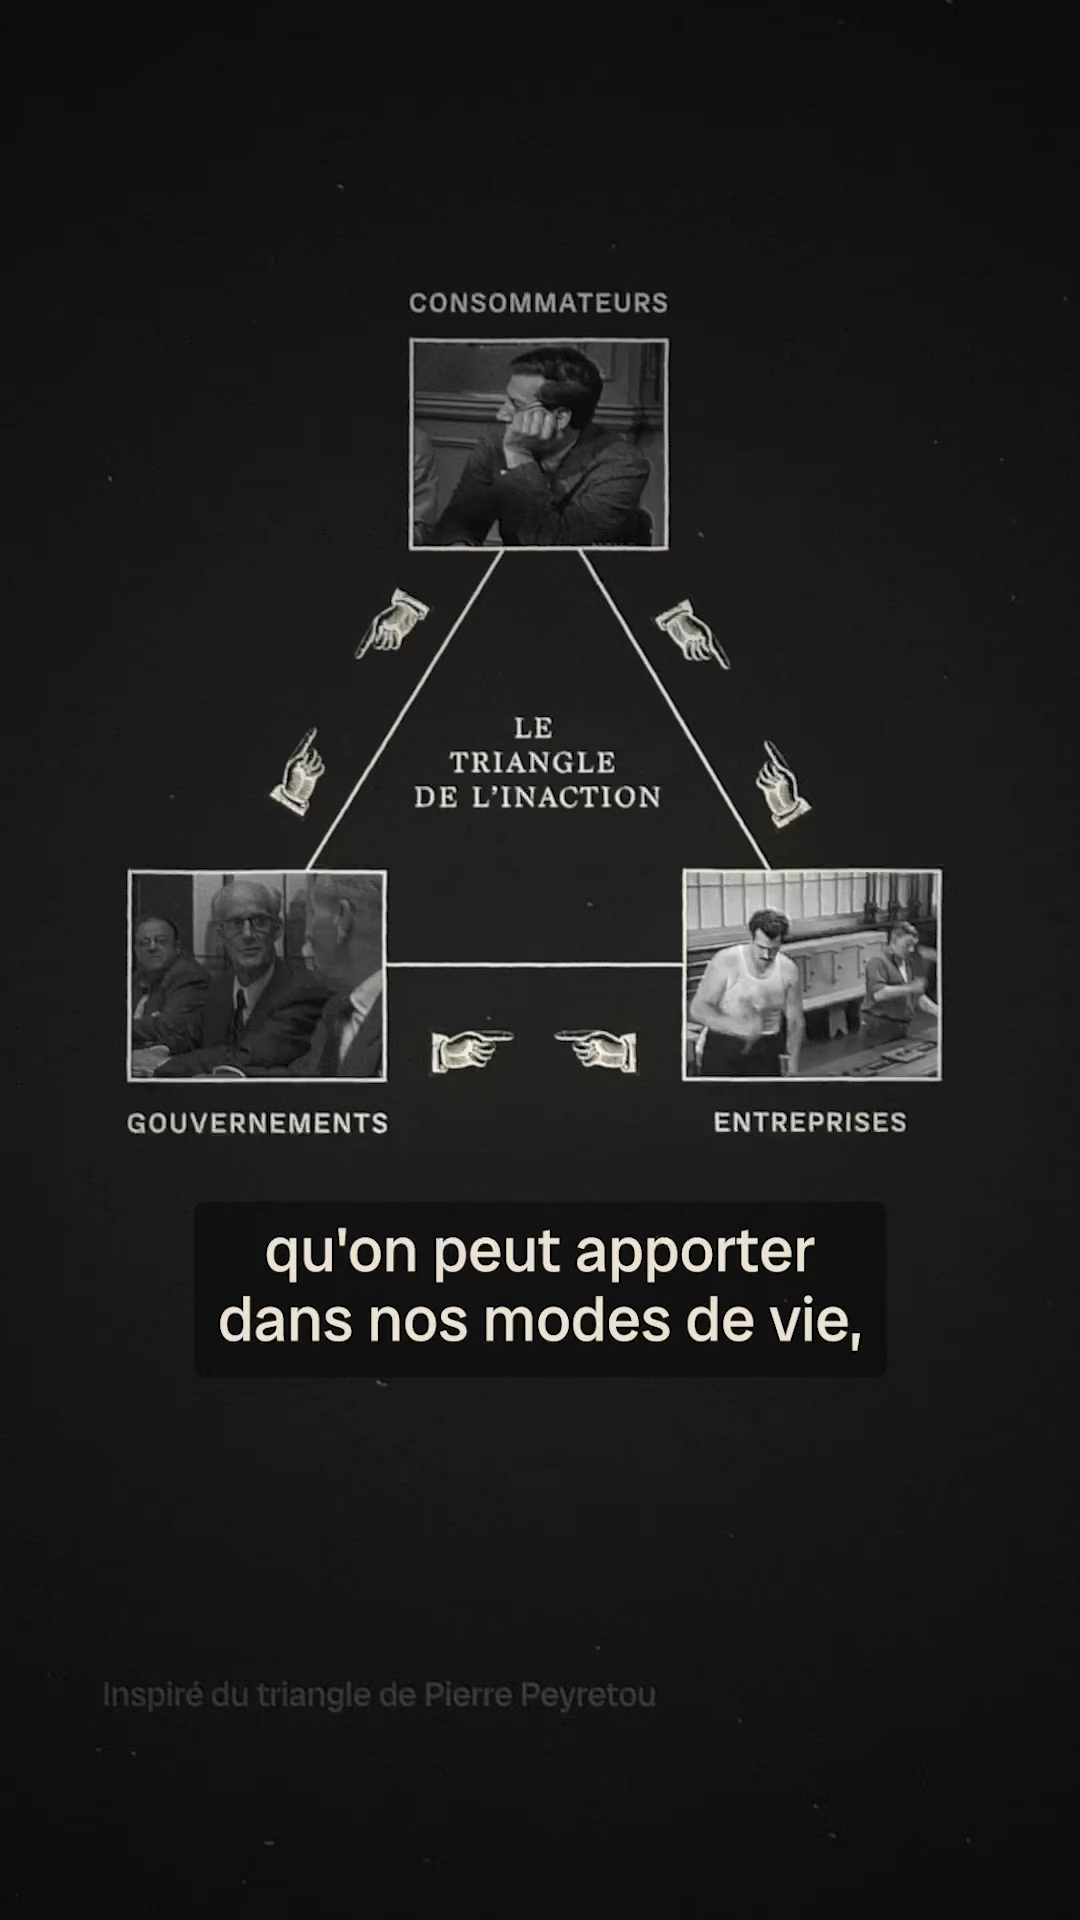 CONSOMMATEURS
LE
TRIANGLE
DE L'INACTION
GOUVERNEMENTS
ENTREPRISES
qu'on peut apporter
dans nos modes de vie,
Inspiré du triangle de Pierre Peyretou